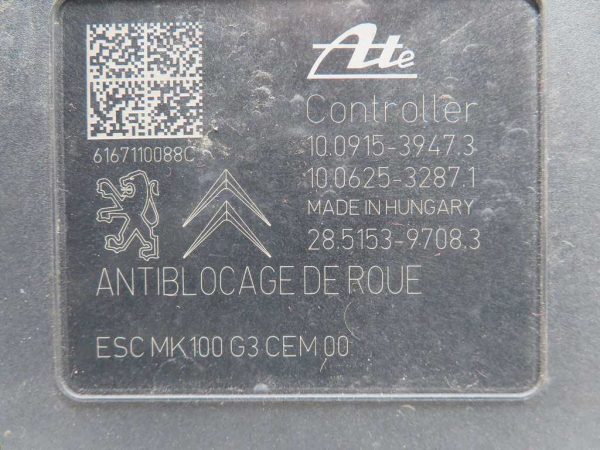 Ate
Controller
10.0915-3947.3
10.0625-3287.1
MADE IN HUNGARY
28.5153-9708.3
6167110088C
ANTIBLOCAGE DE ROUE
ESC MK100 G3 CEM 00